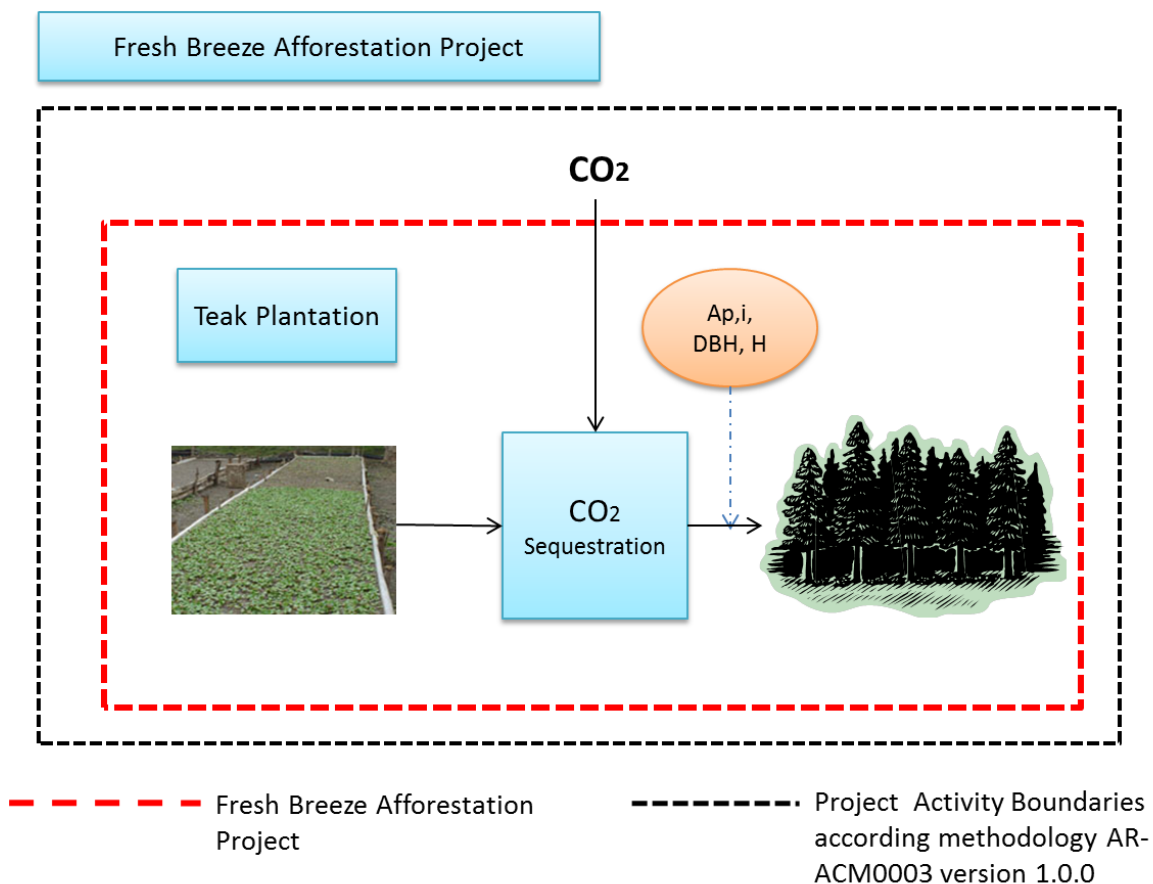 Fresh Breeze Afforestation Project
CO2
Teak Plantation
Ap,i,
DBH, H
CO2
Sequestration
Fresh Breeze Afforestation
Project
Project Activity Boundaries
according methodology AR-
ACM0003 version 1.0.0